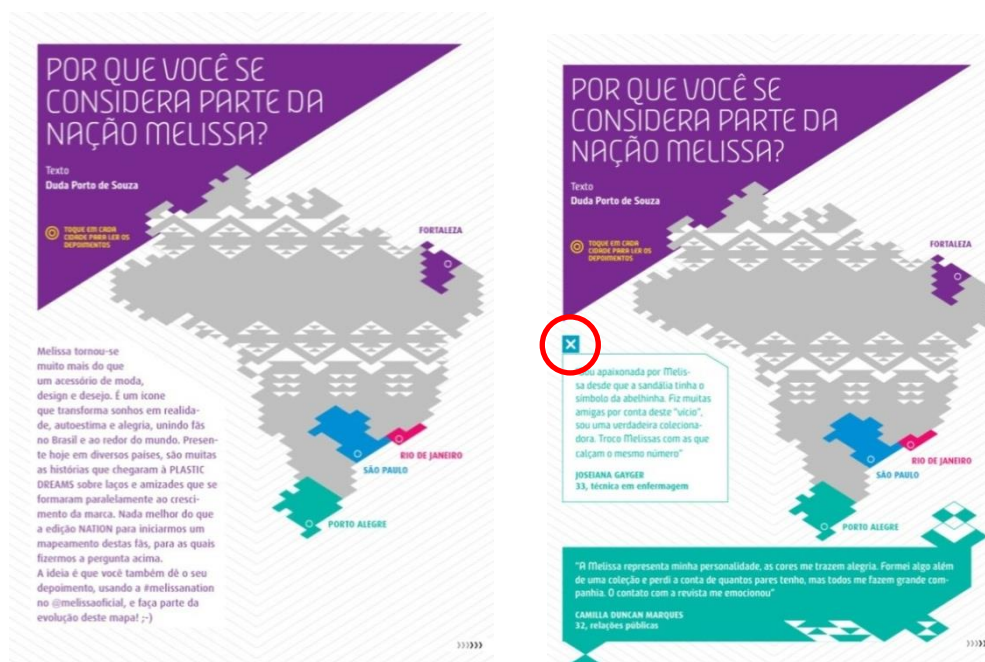 POR QUE VOCÊ SE
CONSIDERA PARTE DA
NAÇÃO MELISSA?
Texto
Duda Porto de Souza
TOQUE EM CADA
CIDADE PARA LER OS
DEPOIMENTOS
FORTALEZA
Melissa tornou-se
muito mais do que
um acessório de moda,
design e desejo. É um ícone
que transforma sonhos em realida-
de, autoestima e alegria, unindo fãs
no Brasil e ao redor do mundo. Presen-
te hoje em diversos países, são muitas
as histórias que chegaram à PLASTIC
DREAMS sobre laços e amizades que se
formaram paralelamente ao cresci-
mento da marca. Nada melhor do que
a edição NATION para iniciarmos um
mapeamento destas fãs, para as quais
fizermos a pergunta acima.
A ideia é que você também dê o seu
depoimento, usando a #melissanation
no @melissaoficial, e faça parte da
evolução deste mapa! ;-)
RIO DE JANEIRO
SÃO PAULO
PORTO ALEGRE
POR QUE VOCÊ SE
CONSIDERA PARTE DA
NAÇÃO MELISSA?
Texto
Duda Porto de Souza
TOQUE EM CADA
CIDADE PARA LER OS
DEPOIMENTOS
FORTALEZA
"Sou apaixonada por Melis-
sa desde que a sandália tinha o
símbolo da abelhinha. Fiz muitas
amigas por conta deste "vício",
sou uma verdadeira coleciona-
dora. Troco Melissas com as que
calçam o mesmo número"
JOSEIANA GAYGER
33, técnica em enfermagem
RIO DE JANEIRO
SÃO PAULO
PORTO ALEGRE
"A Melissa representa minha personalidade, as cores me trazem alegria. Formei algo além
de uma coleção e perdi a conta de quantos pares tenho, mas todos me fazem grande com-
panhia. O contato com a revista me emocionou"
CAMILLA DUNCAN MARQUES
32, relações públicas